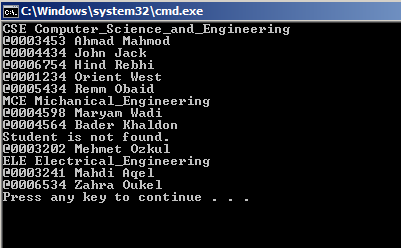 C:\Windows\system32\cmd.exe
CSE Computer_Science_and_Engineering
@0003453 Ahmad Mahmod
@0004434 John Jack
@0006754 Hind Rebhi
@0001234 Orient West
@0005434 Remm Obaid
MCE Michanical_Engineering
@0004598 Maryam Wadi
@0004564 Bader Khaldon
Student is not found.
@0003202 Mehmet Ozkul
ELE Electrical_Engineering
@0003241 Mahdi Aqel
@0006534 Zahra Oukel
Press any key to continue . . .